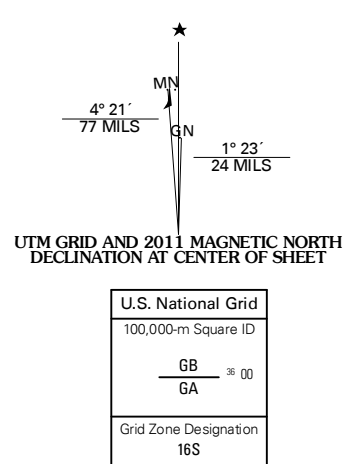 ★
MN
4° 21´
77 MILS
GN
1° 23´
24 MILS
UTM GRID AND 2011 MAGNETIC NORTH
DECLINATION AT CENTER OF SHEET
U.S. National Grid
100,000-m Square ID
GB
GA
36 00
Grid Zone Designation
16S